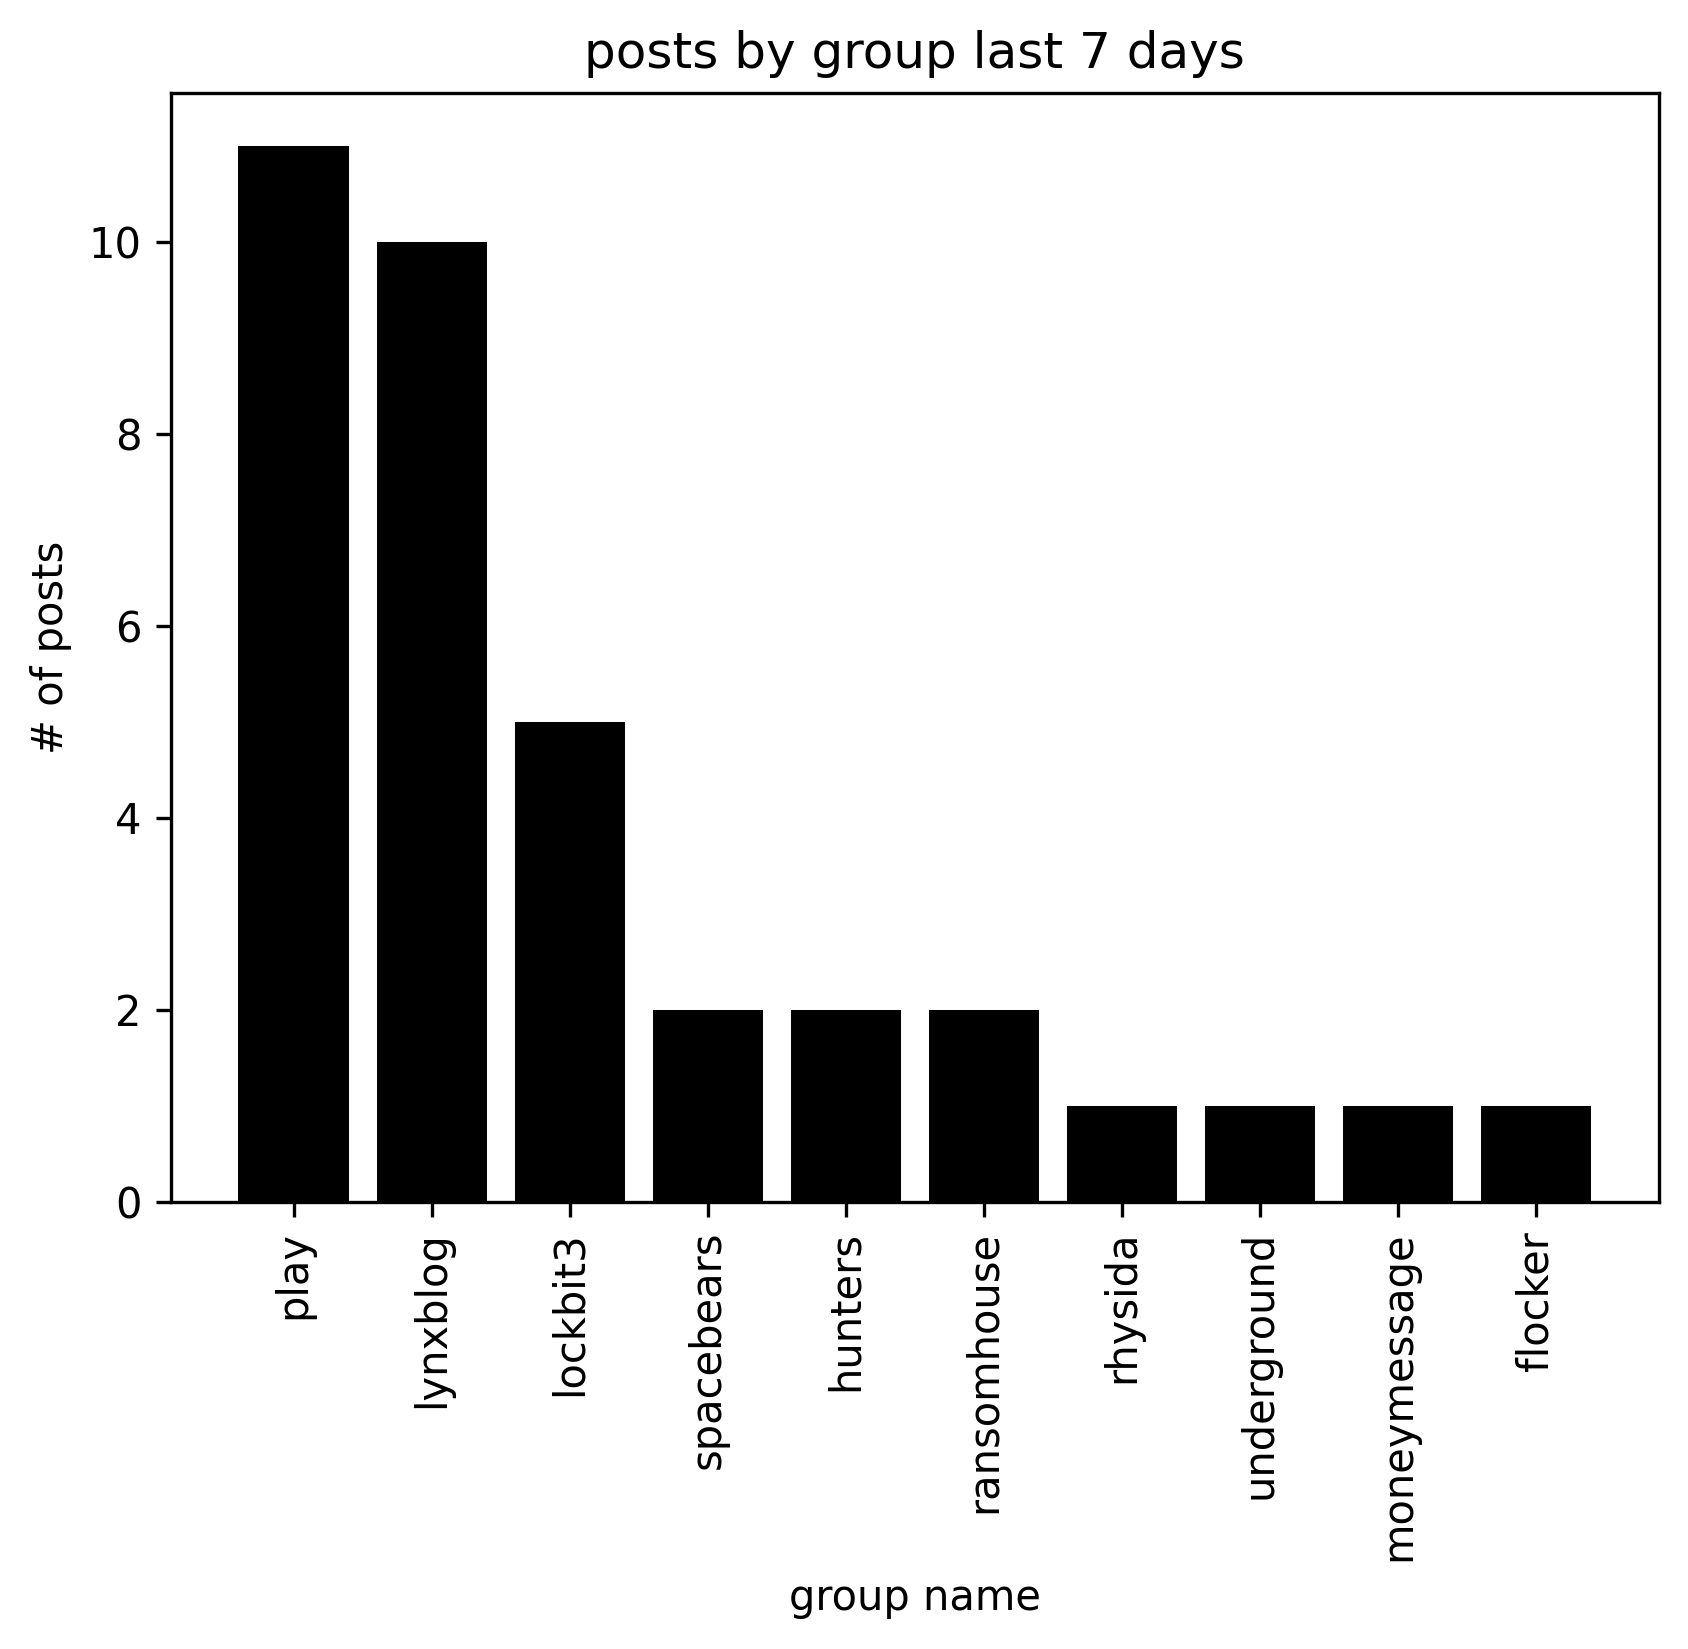 posts by group last 7 days
# of posts
10
8
6
4
2
0
play
lynxblog
lockbit3
spacebears
hunters
ransomhouse
rhysida
underground
moneymessage
flocker
group name